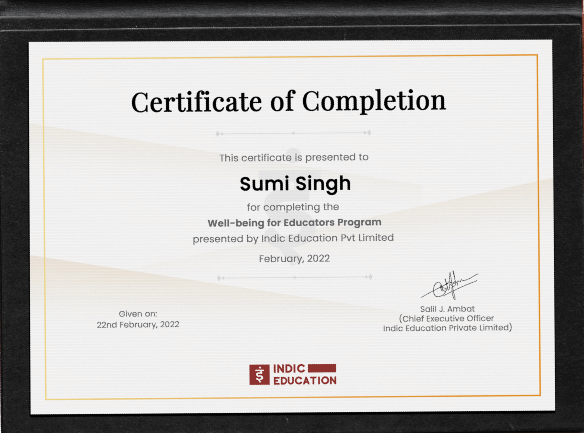 Certificate of Completion
This certificate is presented to
Sumi Singh
for completing the
Well-being for Educators Program
presented by Indic Education Pvt Limited
February, 2022
Given on:
22nd February, 2022
Salil J. Ambat
(Chief Executive Officer
Indic Education Private Limited)
INDIC
EDUCATION